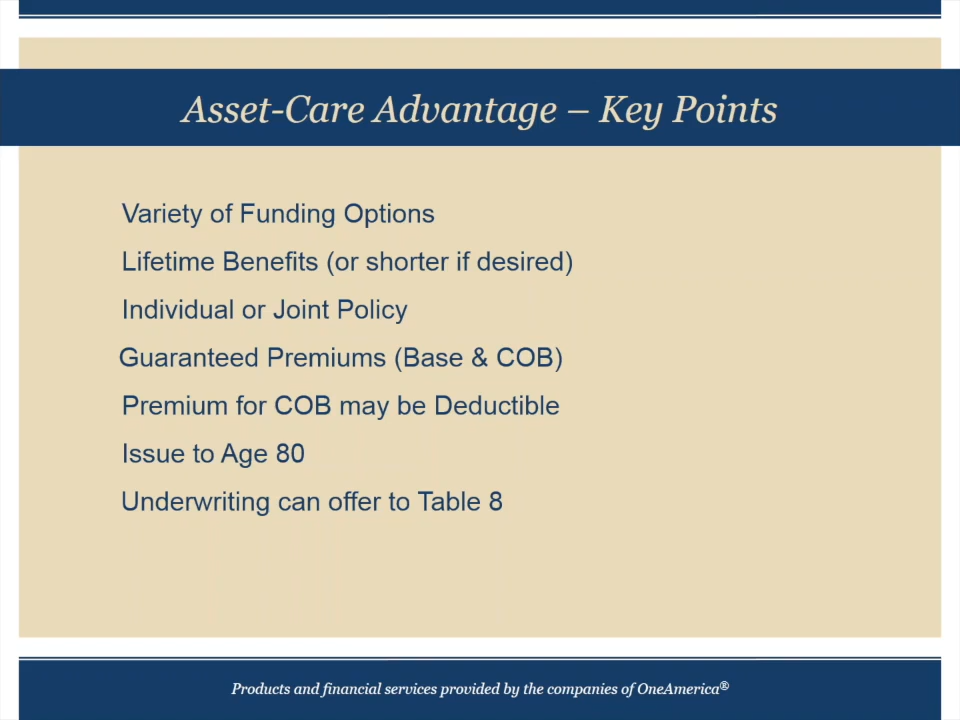 Asset-Care Advantage – Key Points
Variety of Funding Options
Lifetime Benefits (or shorter if desired)
Individual or Joint Policy
Guaranteed Premiums (Base & COB)
Premium for COB may be Deductible
Issue to Age 80
Underwriting can offer to Table 8
Products and financial services provided by the companies of OneAmerica®